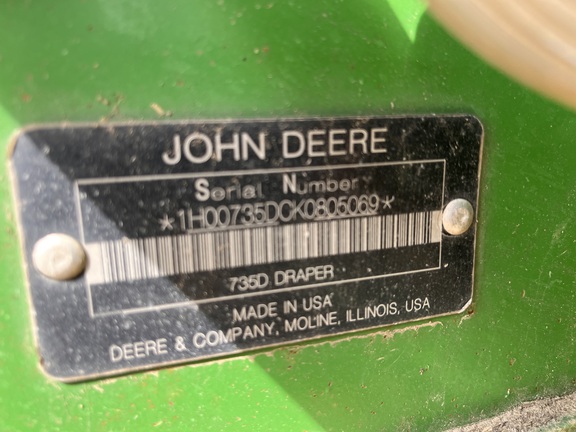 JOHN DEERE
Serial Number
*1H00735DCK0805069*
735D DRAPER
MADE IN USA
DEERE & COMPANY, MOLINE, ILLINOIS, USA